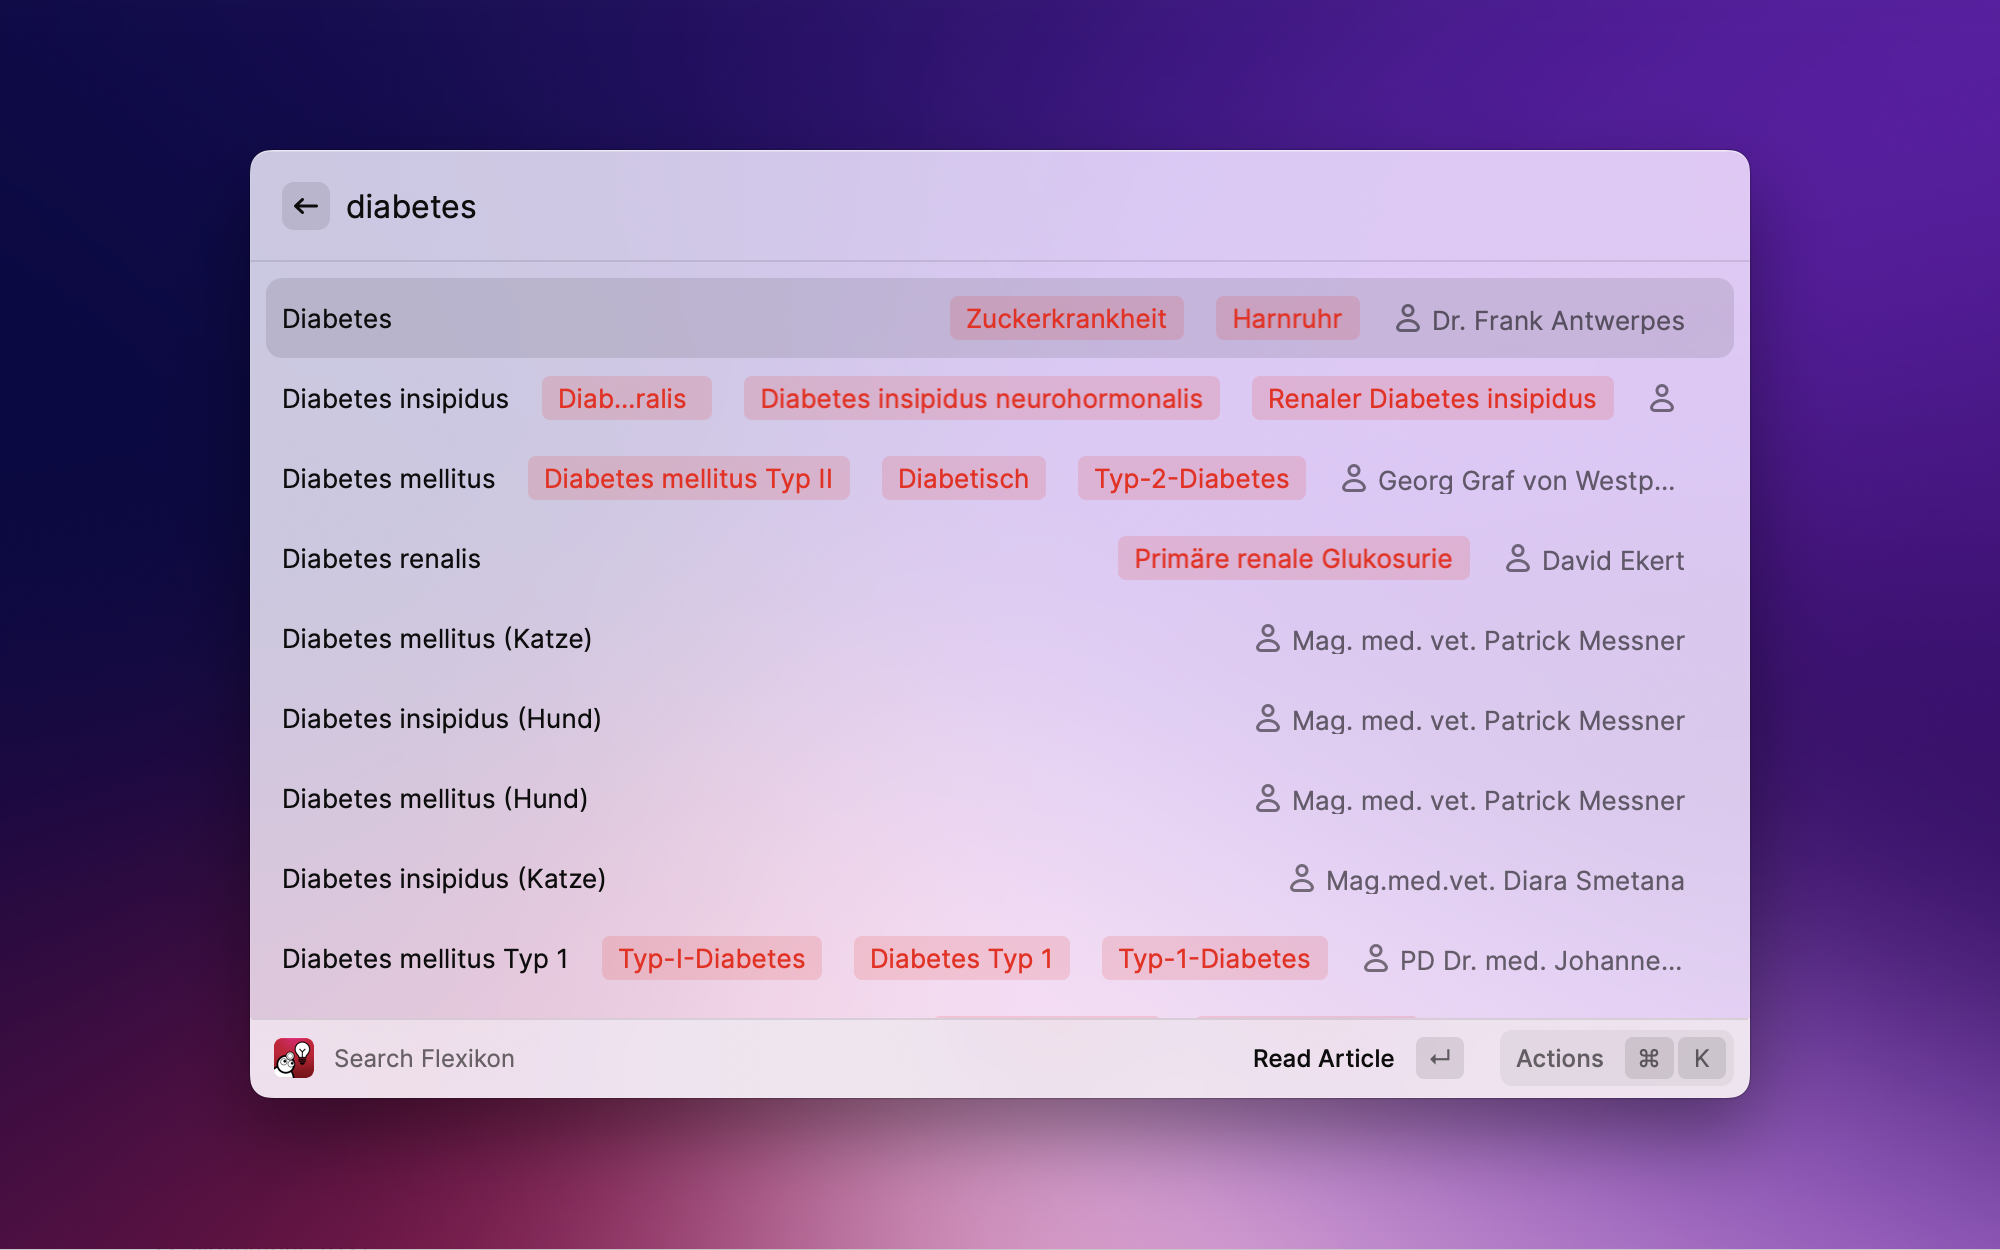 diabetes
Diabetes Zuckerkrankheit Harnruhr Dr. Frank Antwerpes
Diabetes insipidus Diab...ralis Diabetes insipidus neurohormonalis Renaler Diabetes insipidus
Diabetes mellitus Diabetes mellitus Typ II Diabetisch Typ-2-Diabetes Georg Graf von Westp...
Diabetes renalis Primäre renale Glukosurie David Ekert
Diabetes mellitus (Katze) Mag. med. vet. Patrick Messner
Diabetes insipidus (Hund) Mag. med. vet. Patrick Messner
Diabetes mellitus (Hund) Mag. med. vet. Patrick Messner
Diabetes insipidus (Katze) Mag.med.vet. Diara Smetana
Diabetes mellitus Typ 1 Typ-I-Diabetes Diabetes Typ 1 Typ-1-Diabetes PD Dr. med. Johanne...
Search Flexikon Read Article ↵ Actions ⌘ K